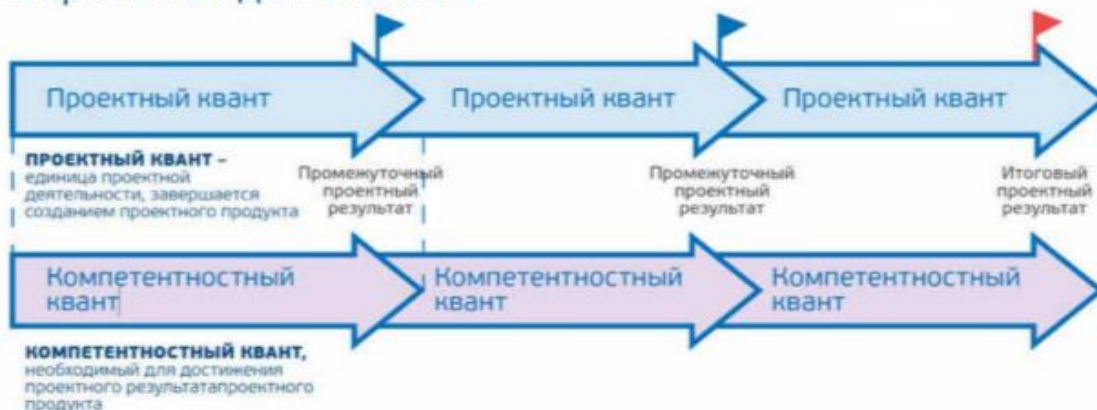 Проектный квант
Проектный квант
Проектный квант
ПРОЕКТНЫЙ КВАНТ –
единица проектной
деятельности, завершается
созданием проектного продукта
Промежуточный
проектный
результат
Промежуточный
проектный
результат
Итоговый
проектный
результат
Компетентностный
квант
Компетентностный
квант
Компетентностный
квант
КОМПЕТЕНТНОСТНЫЙ КВАНТ,
необходимый для достижения
проектного результатапроектного
продукта